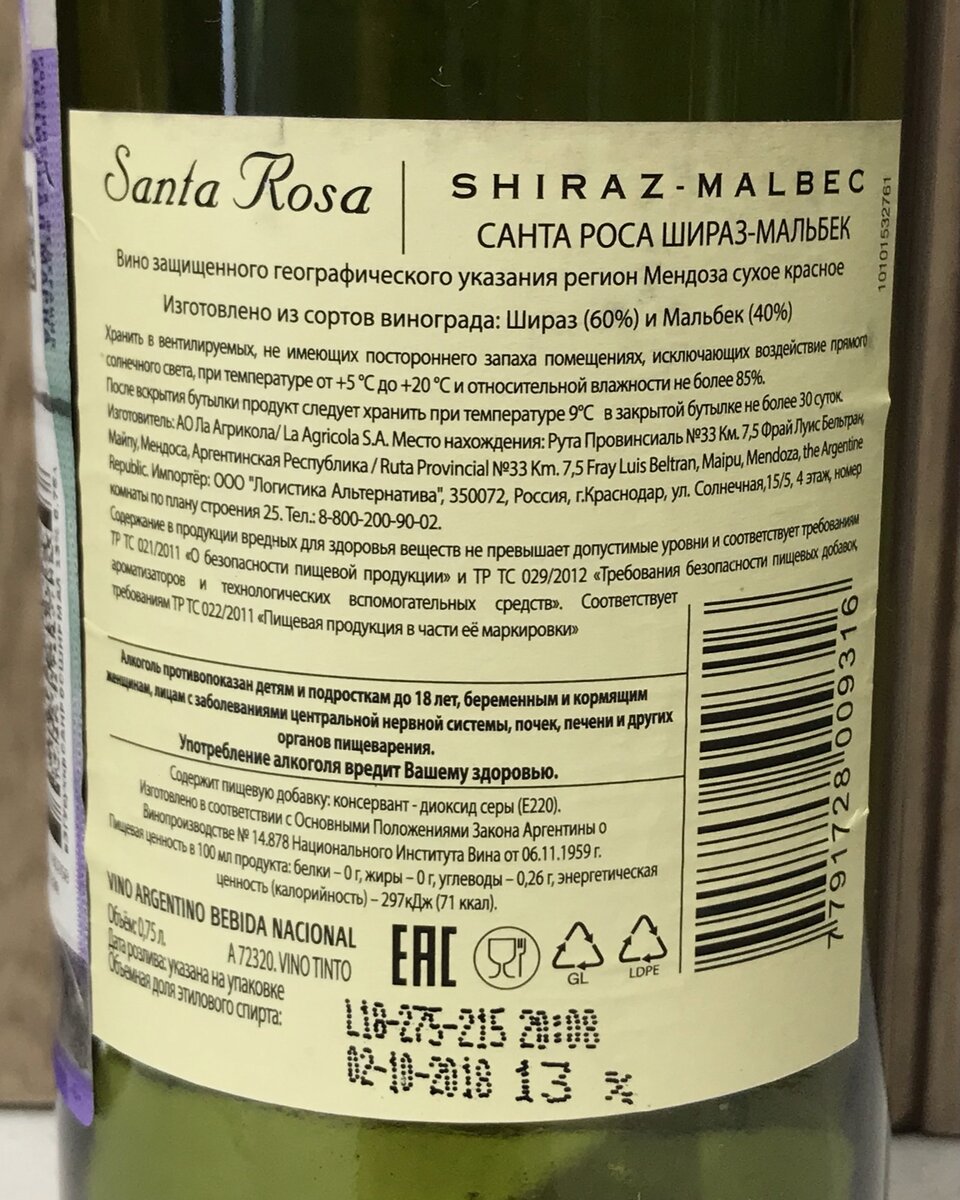 Santa Rosa
SHIRAZ-MALBEC
САНТА РОСА ШИРАЗ-МАЛЬБЕК
10101532761
Вино защищенного географического указания регион Мендоза сухое красное
Изготовлено из сортов винограда: Шираз (60%) и Мальбек (40%)
Хранить в вентилируемых, не имеющих постороннего запаха помещениях, исключающих воздействие прямого
солнечного света, при температуре от +5 °С до +20 °С и относительной влажности не более 85%.
После вскрытия бутылки продукт следует хранить при температуре 9°С в закрытой бутылке не более 30 суток.
Изготовитель: АО Ла Агрикола/ La Agricola S.A. Место нахождения: Рута Провинсиаль №33 Км. 7,5 Фрай Луис Бельтран,
Майпу, Мендоса, Аргентинская Республика / Ruta Provincial №33 Km. 7,5 Fray Luis Beltran, Maipu, Mendoza, the Argentine
Republic. Импортёр: ООО "Логистика Альтернатива", 350072, Россия, г.Краснодар, ул. Солнечная,15/5, 4 этаж, номер
комнаты по плану строения 25. Тел.: 8-800-200-90-02.
Содержание в продукции вредных для здоровья веществ не превышает допустимые уровни и соответствует требованиям
ТР ТС 021/2011 «О безопасности пищевой продукции» и ТР ТС 029/2012 «Требования безопасности пищевых добавок,
ароматизаторов и технологических вспомогательных средств». Соответствует
требованиям ТР ТС 022/2011 «Пищевая продукция в части её маркировки»
Алкоголь противопоказан детям и подросткам до 18 лет, беременным и кормящим
женщинам, лицам с заболеваниями центральной нервной системы, почек, печени и других
органов пищеварения.
Употребление алкоголя вредит Вашему здоровью.
Содержит пищевую добавку: консервант - диоксид серы (Е220).
Изготовлено в соответствии с Основными Положениями Закона Аргентины о
Винопроизводстве № 14.878 Национального Института Вина от 06.11.1959 г.
Пищевая ценность в 100 мл продукта: белки – 0 г, жиры – 0 г, углеводы – 0,26 г, энергетическая
ценность (калорийность) – 297кДж (71 ккал).
7 791728 009316
VINO ARGENTINO BEBIDA NACIONAL
A 72320. VINO TINTO
Объём: 0,75 л.
Дата розлива: указана на упаковке
Объемная доля этилового спирта:
EAC
GL
LDPE
L18-275-215 20:08
02-10-2018 13 %